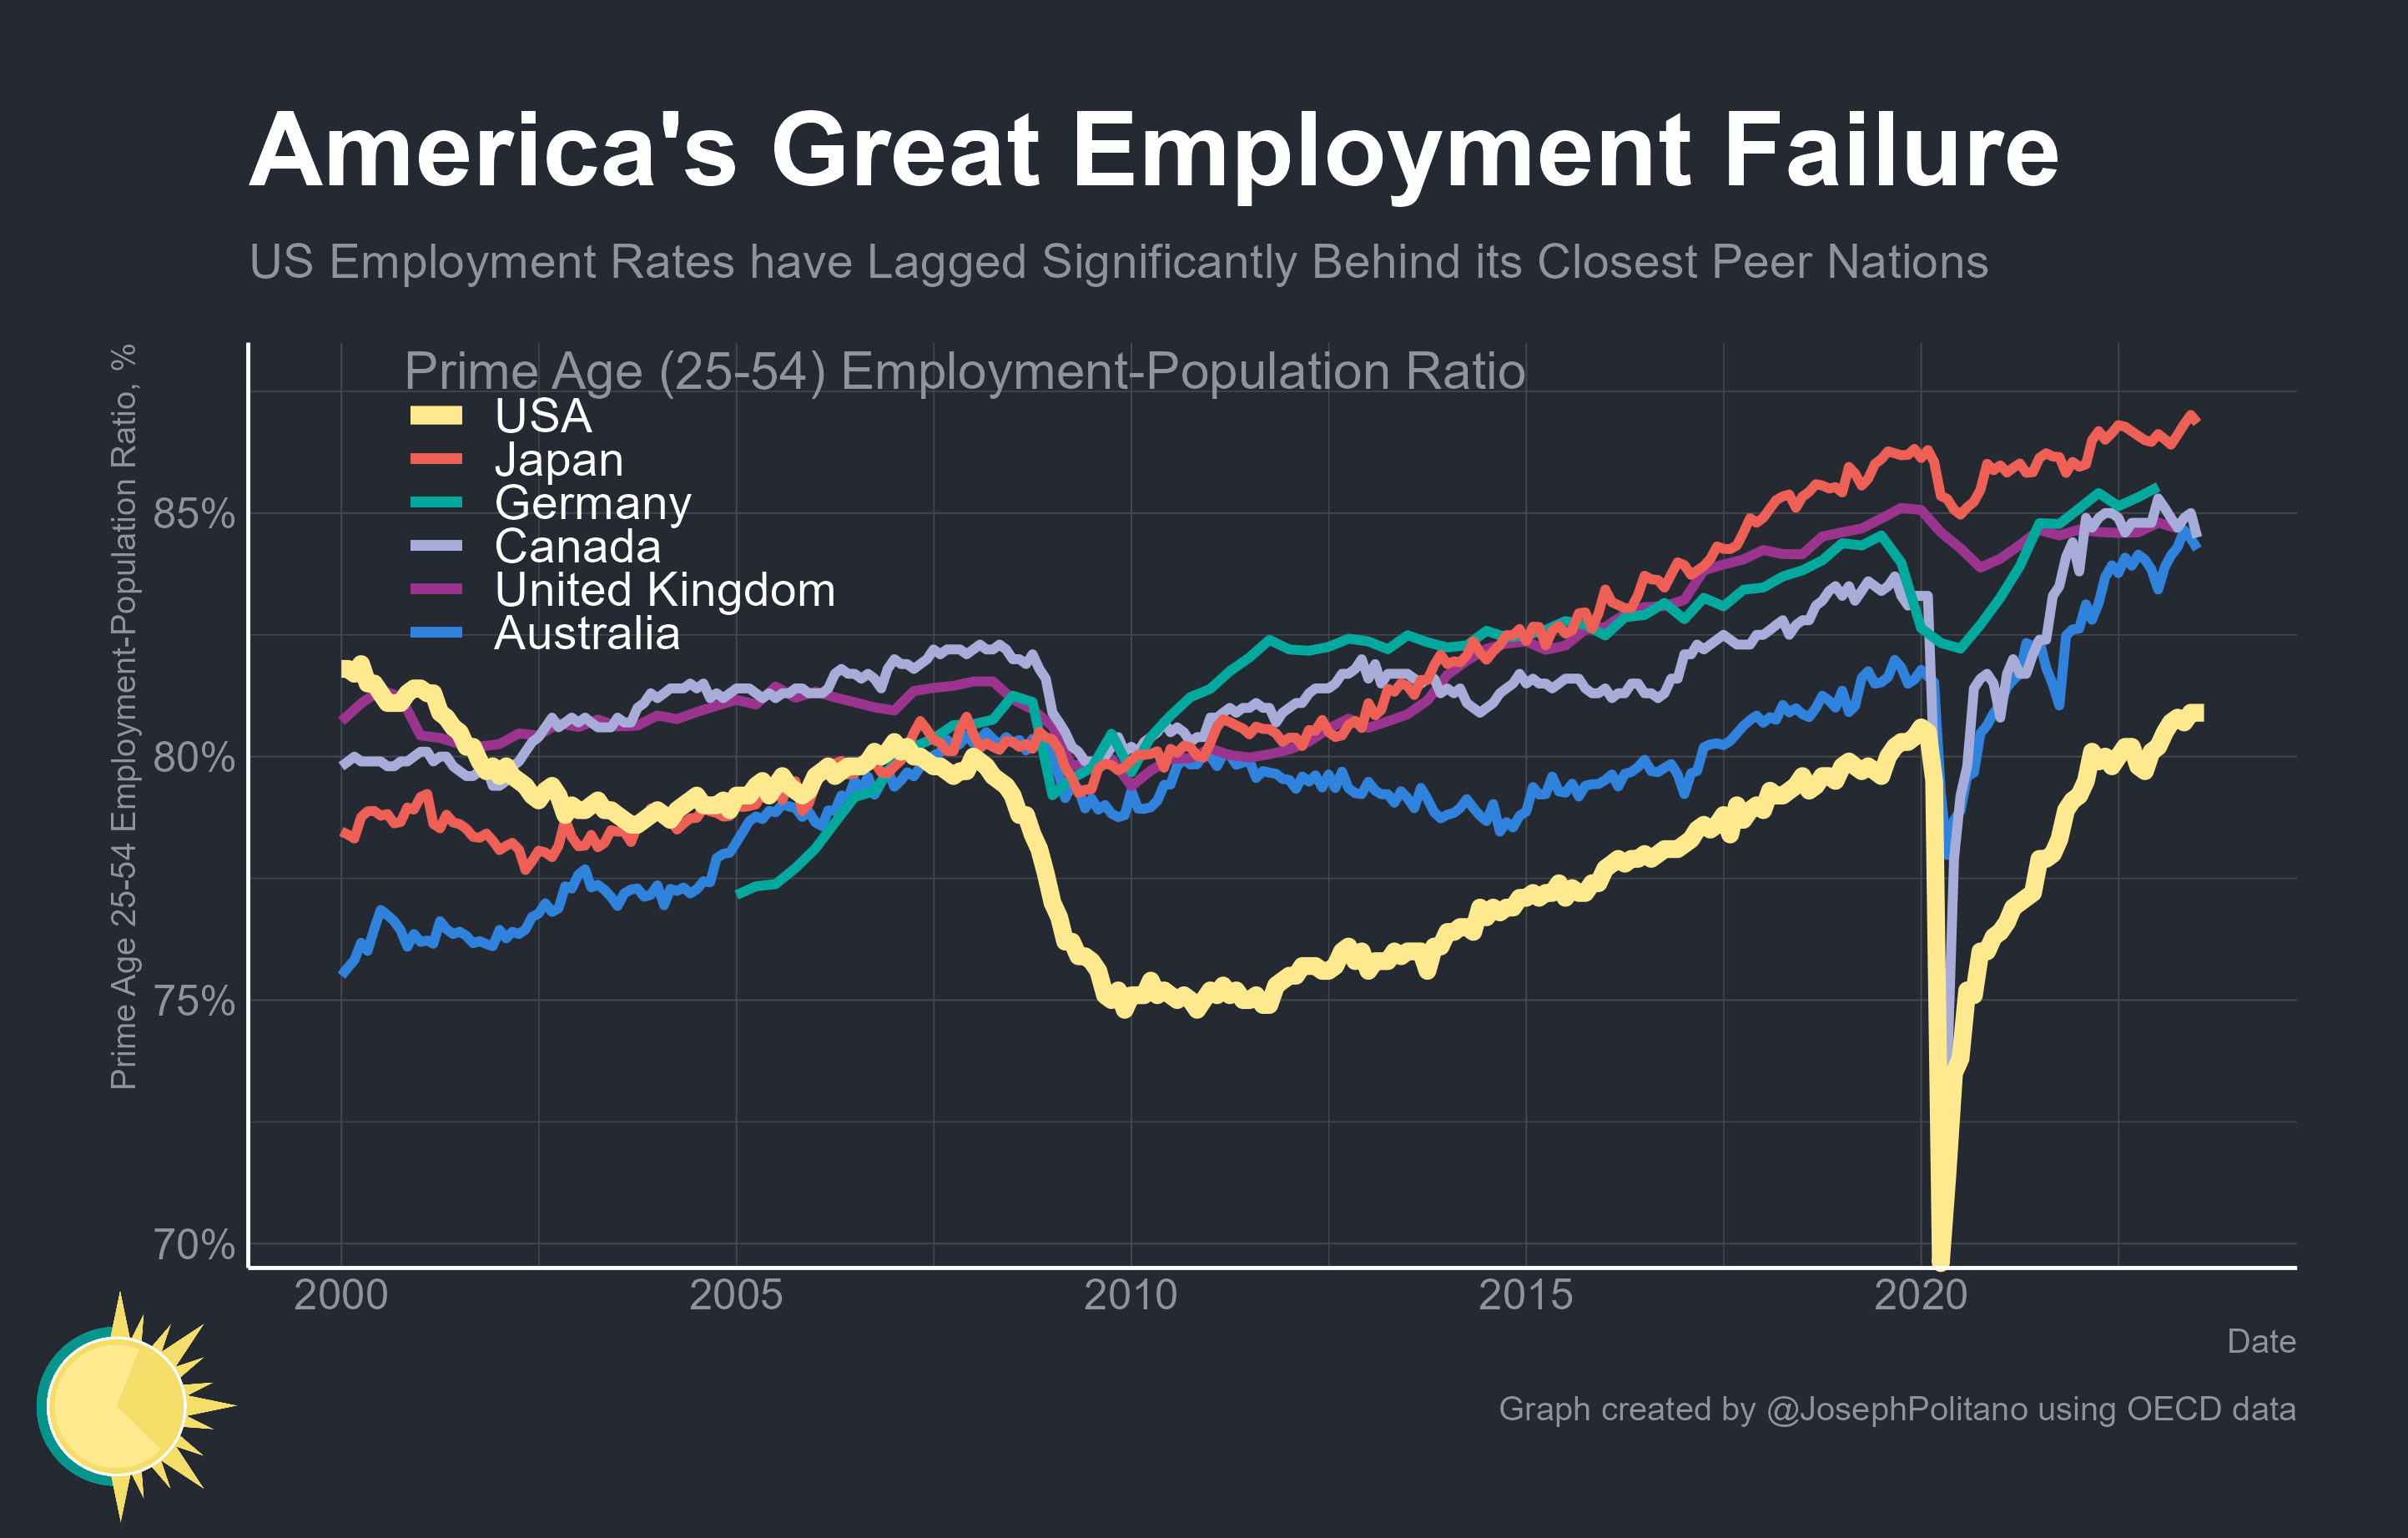 America's Great Employment Failure
US Employment Rates have Lagged Significantly Behind its Closest Peer Nations
Prime Age 25-54 Employment-Population Ratio, %
Prime Age (25-54) Employment-Population Ratio
USA
Japan
Germany
Canada
United Kingdom
Australia
85%
80%
75%
70%
2000 2005 2010 2015 2020
Date
Graph created by @JosephPolitano using OECD data